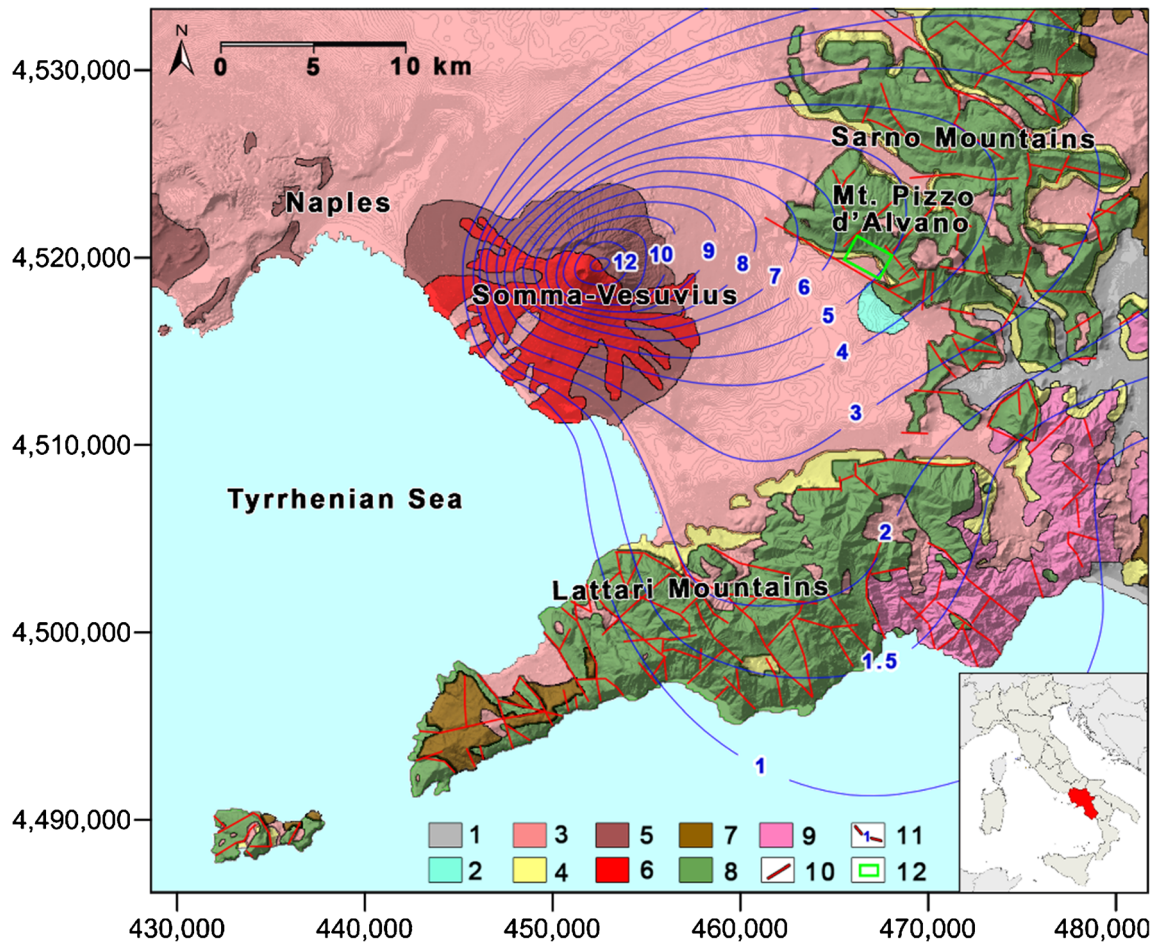 N
0 5 10 km
4,530,000
4,520,000
4,510,000
4,500,000
4,490,000
Sarno Mountains
Mt. Pizzo
d'Alvano
Naples
12 10 9 8 7 6 5 4 3 2 1.5 1
Somma-Vesuvius
Tyrrhenian Sea
Lattari Mountains
1 3 5 7 9 1 11
2 4 6 8 10 12
430,000 440,000 450,000 460,000 470,000 480,000